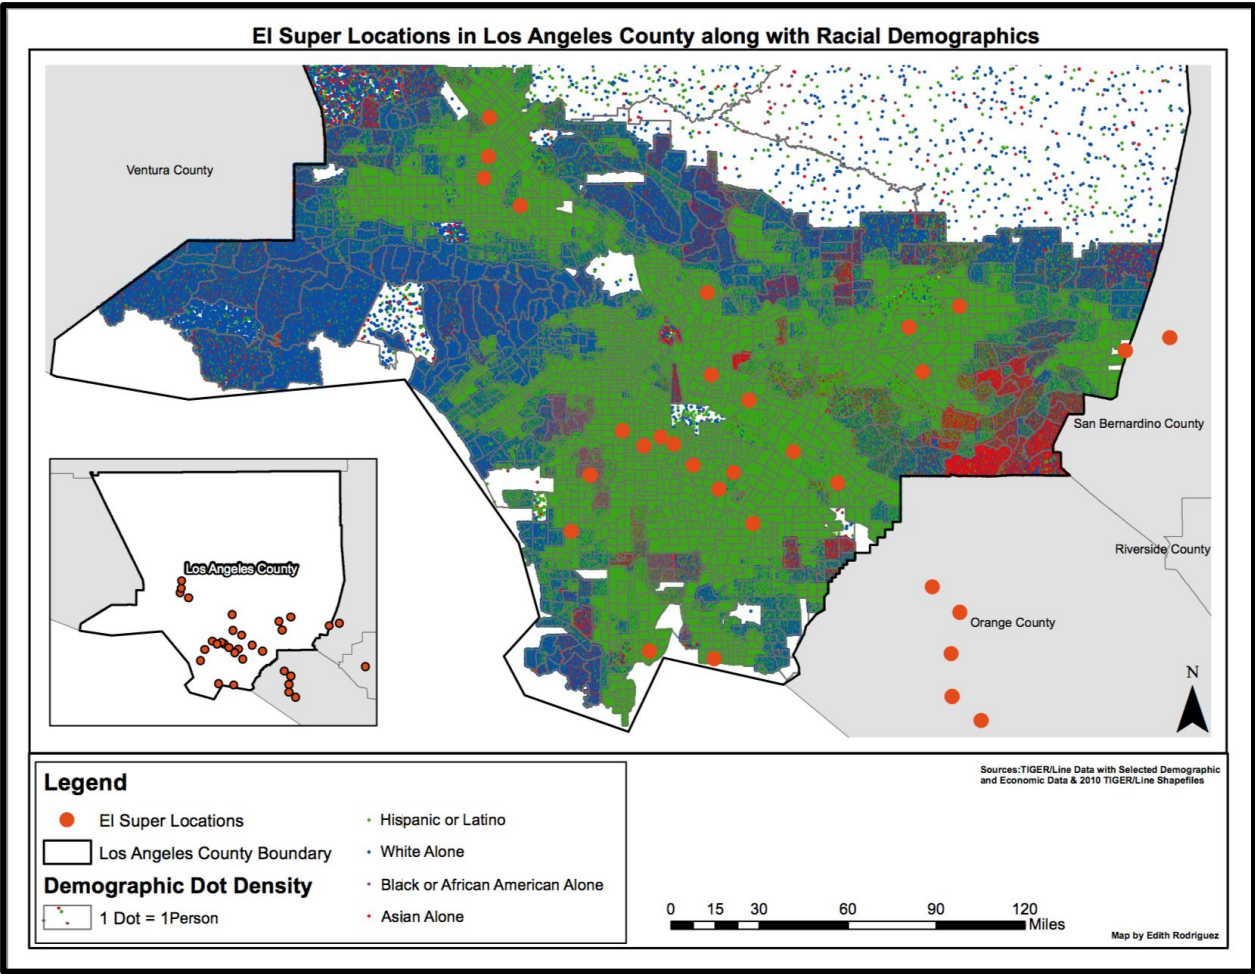 El Super Locations in Los Angeles County along with Racial Demographics
Ventura County
San Bernardino County
Riverside County
Los Angeles County
Orange County
N
Legend
El Super Locations
Los Angeles County Boundary
Demographic Dot Density
1 Dot = 1Person
Hispanic or Latino
White Alone
Black or African American Alone
Asian Alone
Sources:TIGER/Line Data with Selected Demographic
and Economic Data & 2010 TIGER/Line Shapefiles
0 15 30 60 90 120
Miles
Map by Edith Rodriguez